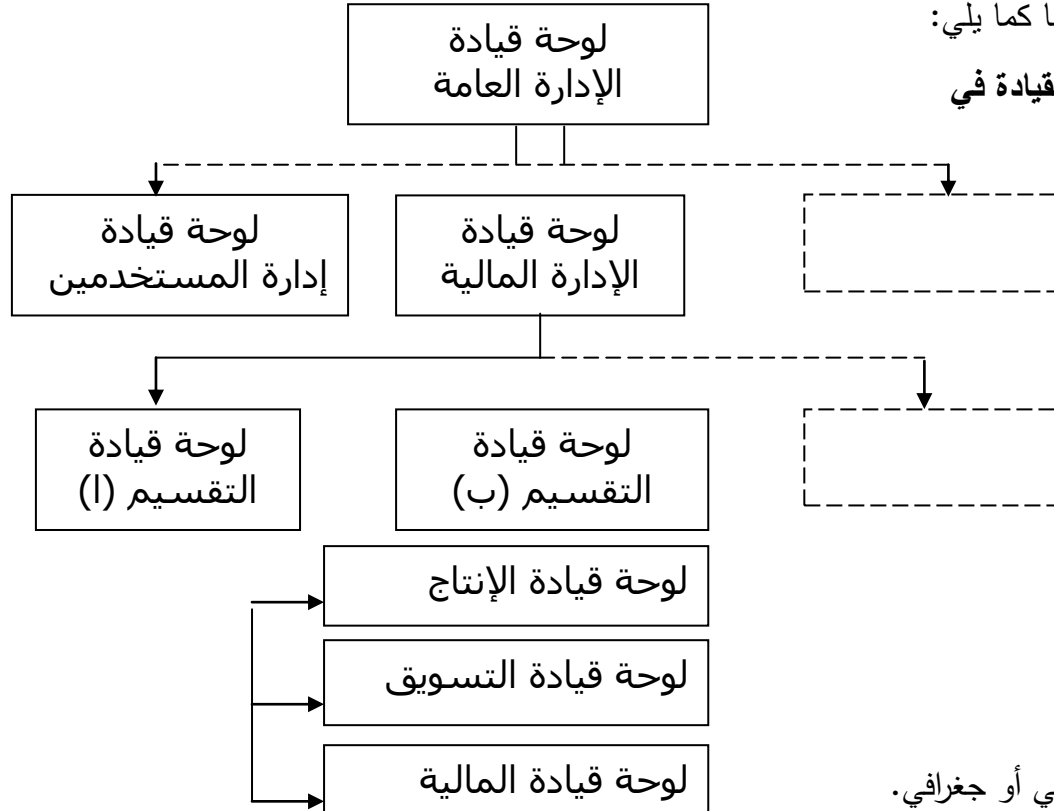 ا كما يلي:
قيادة في
لوحة قيادة
الإدارة العامة
لوحة قيادة
الإدارة المالية
لوحة قيادة
إدارة المستخدمين
لوحة قيادة
التقسيم (ب)
لوحة قيادة
التقسيم (ا)
لوحة قيادة الإنتاج
لوحة قيادة التسويق
لوحة قيادة المالية
ي أو جغرافي.